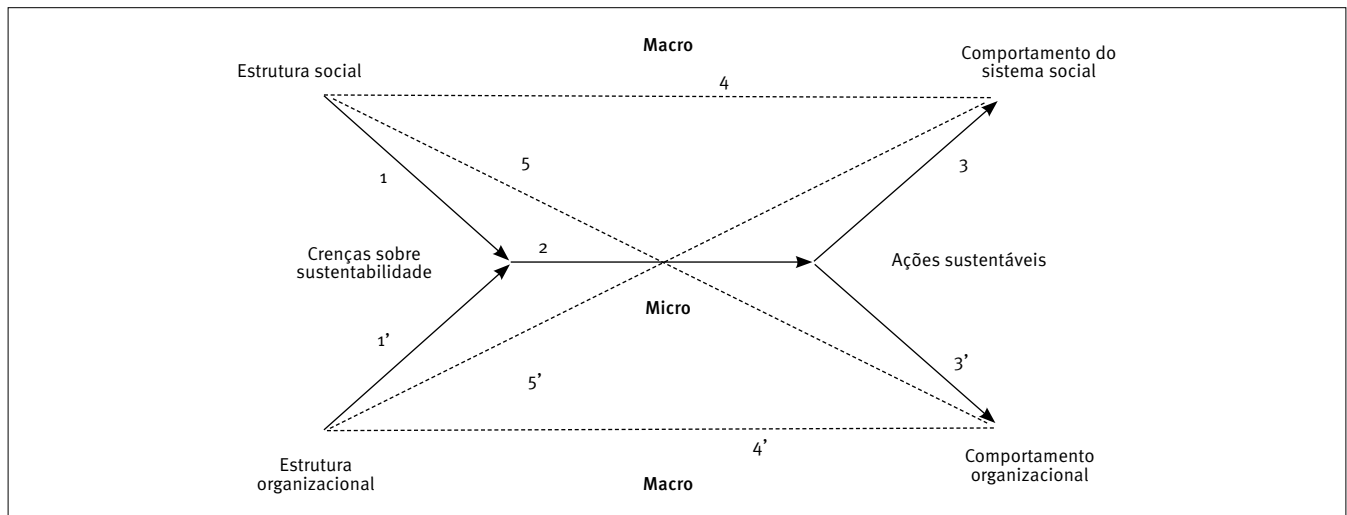 Macro
Estrutura social
Comportamento do
sistema social
4
5
1
3
Crenças sobre
sustentabilidade
2
Ações sustentáveis
Micro
1’
5’
3’
4’
Estrutura
organizacional
Macro
Comportamento
organizacional